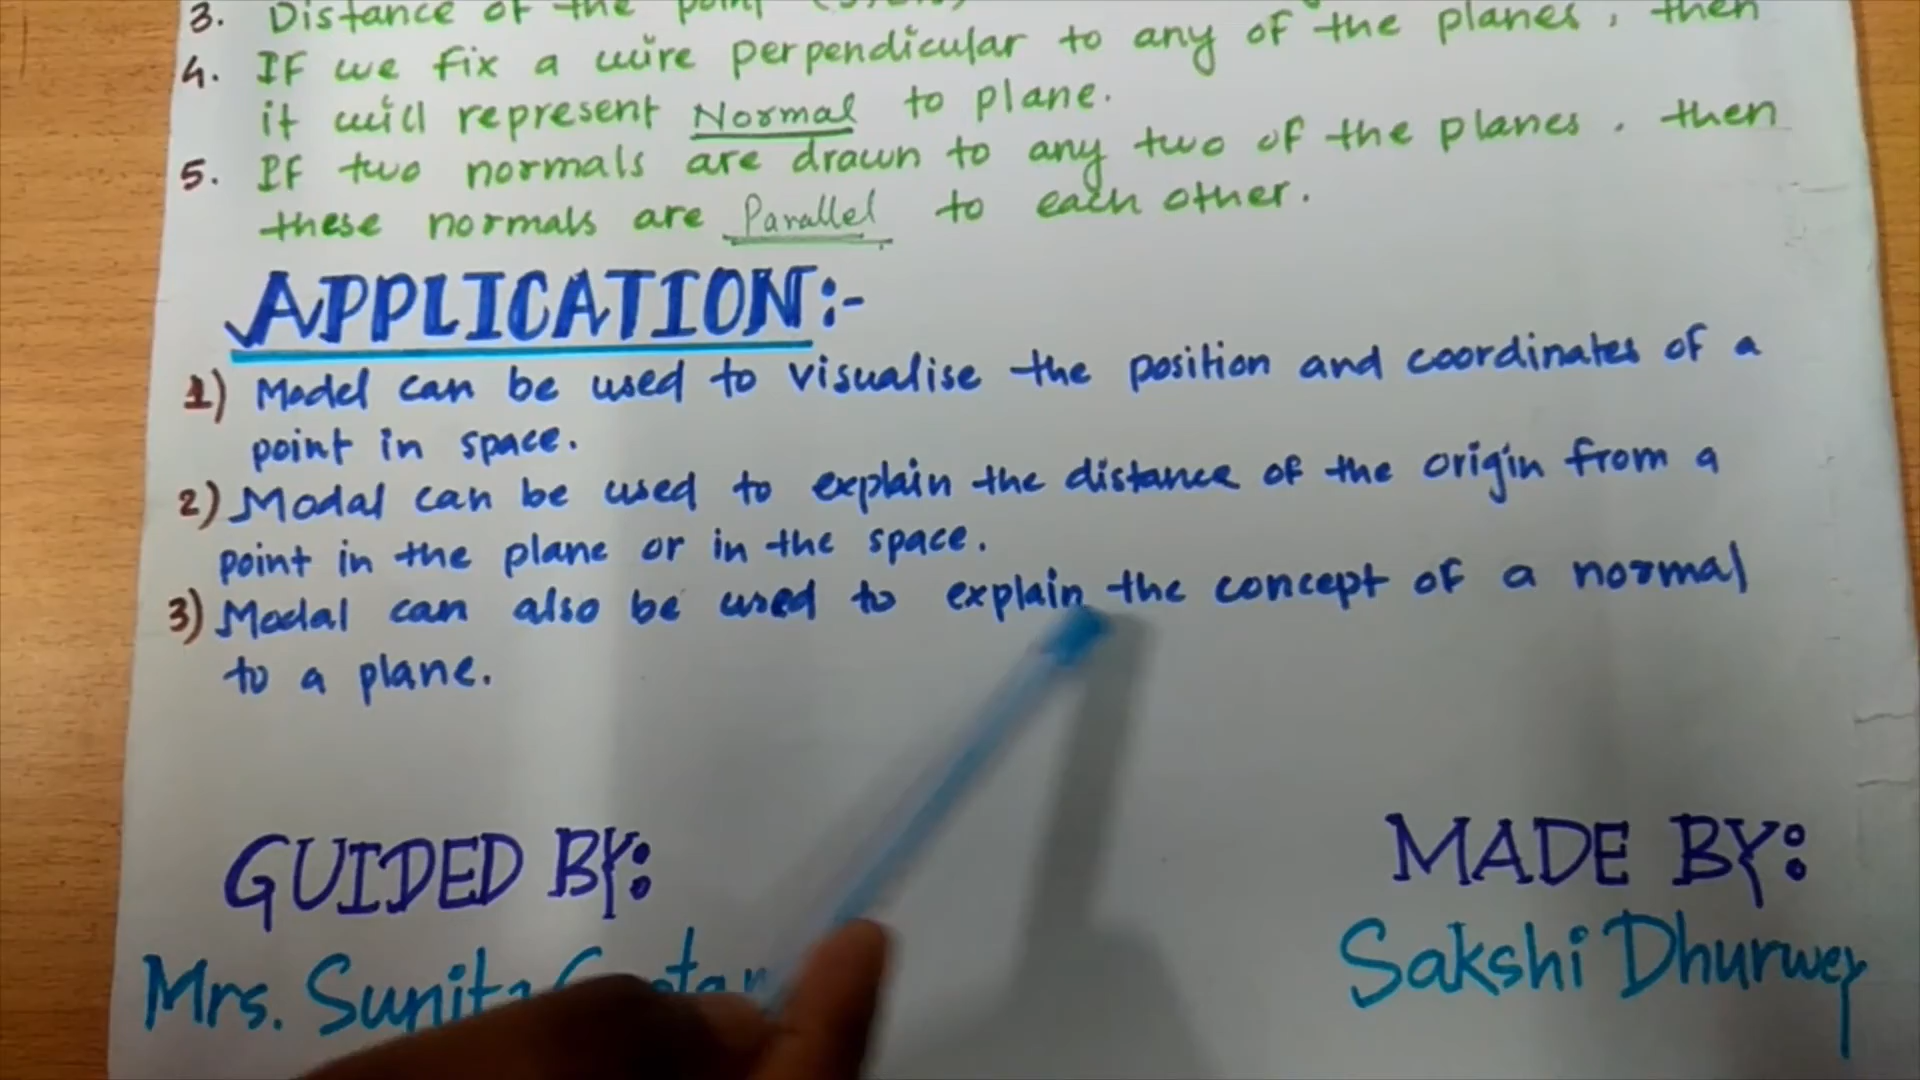 3. Distance of the point
4. IF we fix a wire perpendicular to any of the planes, then
it will represent Normal to plane.
5. IF two normals are drawn to any two of the planes, then
these normals are Parallel to each other.
APPLICATION:-
1) Model can be used to visualise the position and coordinates of a
point in space.
2) Modal can be used to explain the distance of the origin from a
point in the plane or in the space.
3) Modal can also be used to explain the concept of a normal
to a plane.
GUIDED BY:
Mrs. Sunita
MADE BY:
Sakshi Dhurwey